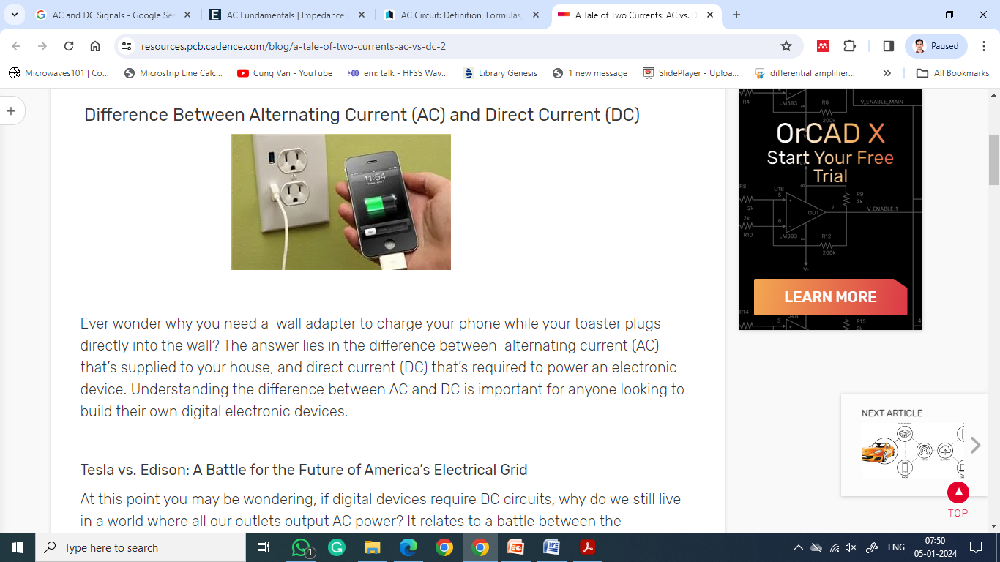 AC and DC Signals - Google Se
AC Fundamentals | Impedance
AC Circuit: Definition, Formulas,
A Tale of Two Currents: AC vs. D
resources.pcb.cadence.com/blog/a-tale-of-two-currents-ac-vs-dc-2
Paused
Microwaves101 | Co...
Microstrip Line Calc...
Cung Van - YouTube
em: talk - HFSS Wav...
Library Genesis
1 new message
SlidePlayer - Uploa...
differential amplifier...
»
All Bookmarks
Difference Between Alternating Current (AC) and Direct Current (DC)
11:54
Ever wonder why you need a wall adapter to charge your phone while your toaster plugs
directly into the wall? The answer lies in the difference between alternating current (AC)
that's supplied to your house, and direct current (DC) that's required to power an electronic
device. Understanding the difference between AC and DC is important for anyone looking to
build their own digital electronic devices.
Tesla vs. Edison: A Battle for the Future of America's Electrical Grid
At this point you may be wondering, if digital devices require DC circuits, why do we still live
in a world where all our outlets output AC power? It relates to a battle between the
R4
LM393
4
R6
200k
V_ENABLE_MAIN
OrCAD X
Start Your Free
Trial
R8
U1B
5
8
R9
2k
2k
OUT
7
V_ENABLE_1
2k
6
R10
LM393
4
R12
200k
V-
LEARN MORE
R14
3
U4A
R15
2k
4
NEXT ARTICLE
TOP
Type here to search
1
ENG
07:50
05-01-2024